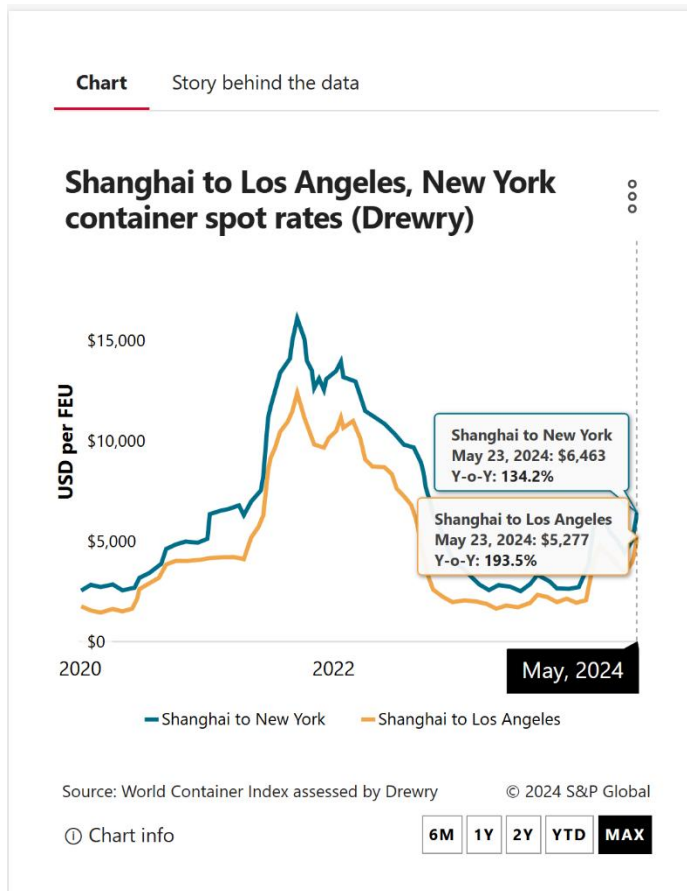 Chart Story behind the data
Shanghai to Los Angeles, New York
container spot rates (Drewry)
USD per FEU
$15,000
$10,000
$5,000
$0
Shanghai to New York
May 23, 2024: $6,463
Y-o-Y: 134.2%
Shanghai to Los Angeles
May 23, 2024: $5,277
Y-o-Y: 193.5%
2020 2022 May, 2024
Shanghai to New York Shanghai to Los Angeles
Source: World Container Index assessed by Drewry © 2024 S&P Global
Chart info 6M 1Y 2Y YTD MAX